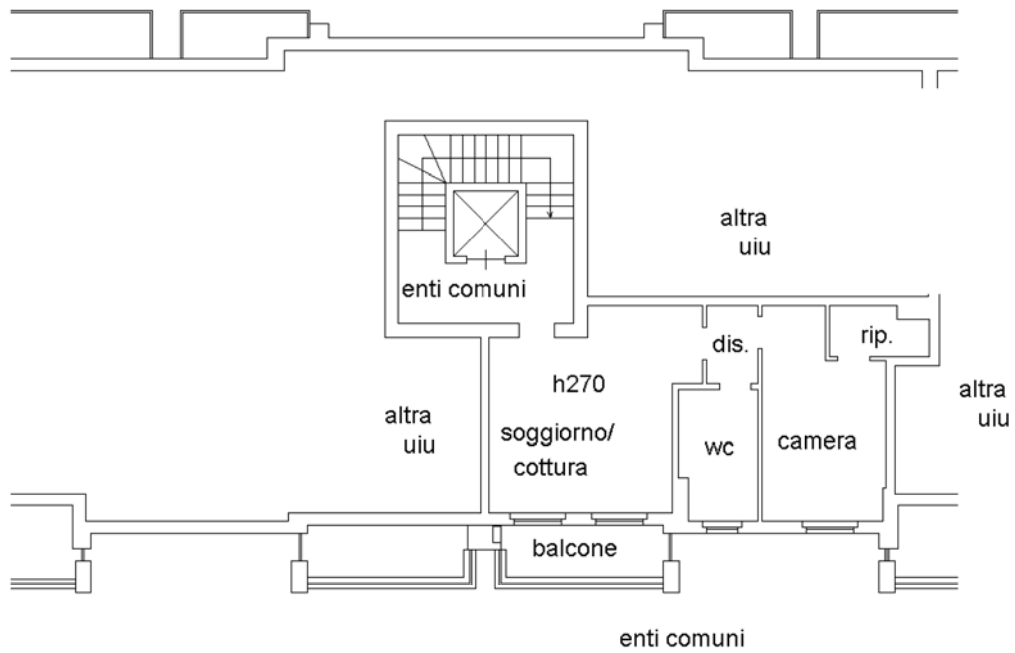 altra
uiu
enti comuni
dis.
rip.
h270
altra
uiu
altra
uiu
soggiorno/
cottura
wc
camera
balcone
enti comuni